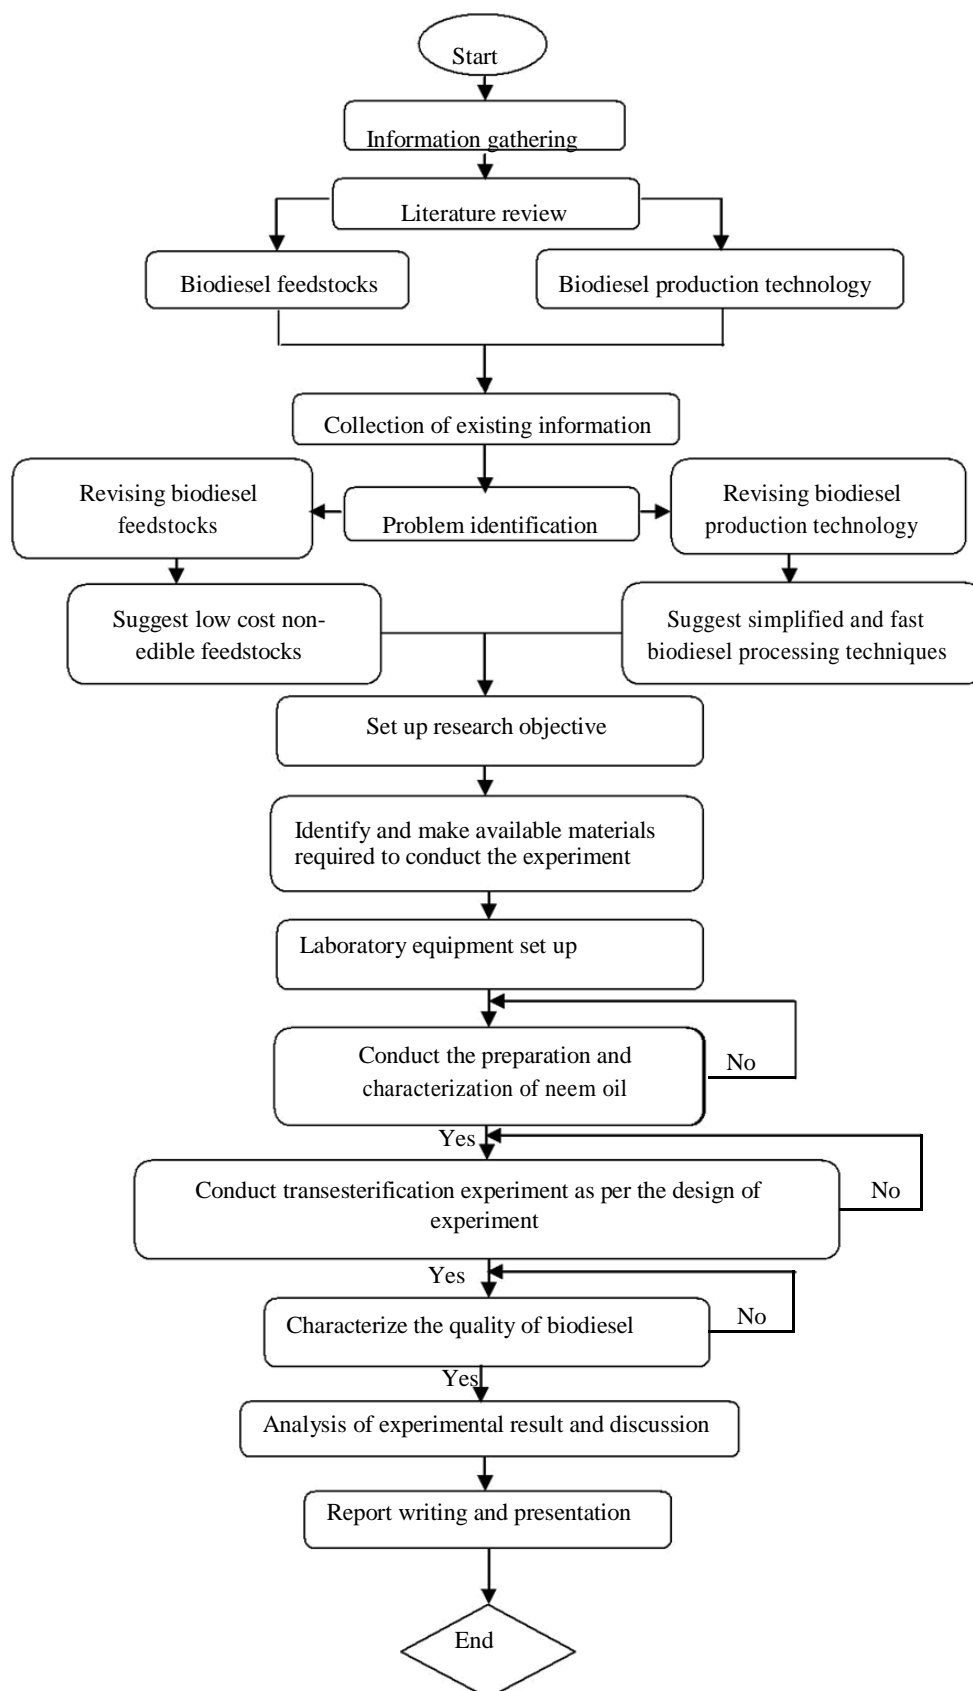 Start
Information gathering
Literature review
Biodiesel feedstocks
Biodiesel production technology
Collection of existing information
Revising biodiesel
feedstocks
Problem identification
Revising biodiesel
production technology
Suggest low cost non-
edible feedstocks
Suggest simplified and fast
biodiesel processing techniques
Set up research objective
Identify and make available materials
required to conduct the experiment
Laboratory equipment set up
Conduct the preparation and
characterization of neem oil
No
Yes
Conduct transesterification experiment as per the design of
experiment
No
Yes
Characterize the quality of biodiesel
No
Yes
Analysis of experimental result and discussion
Report writing and presentation
End